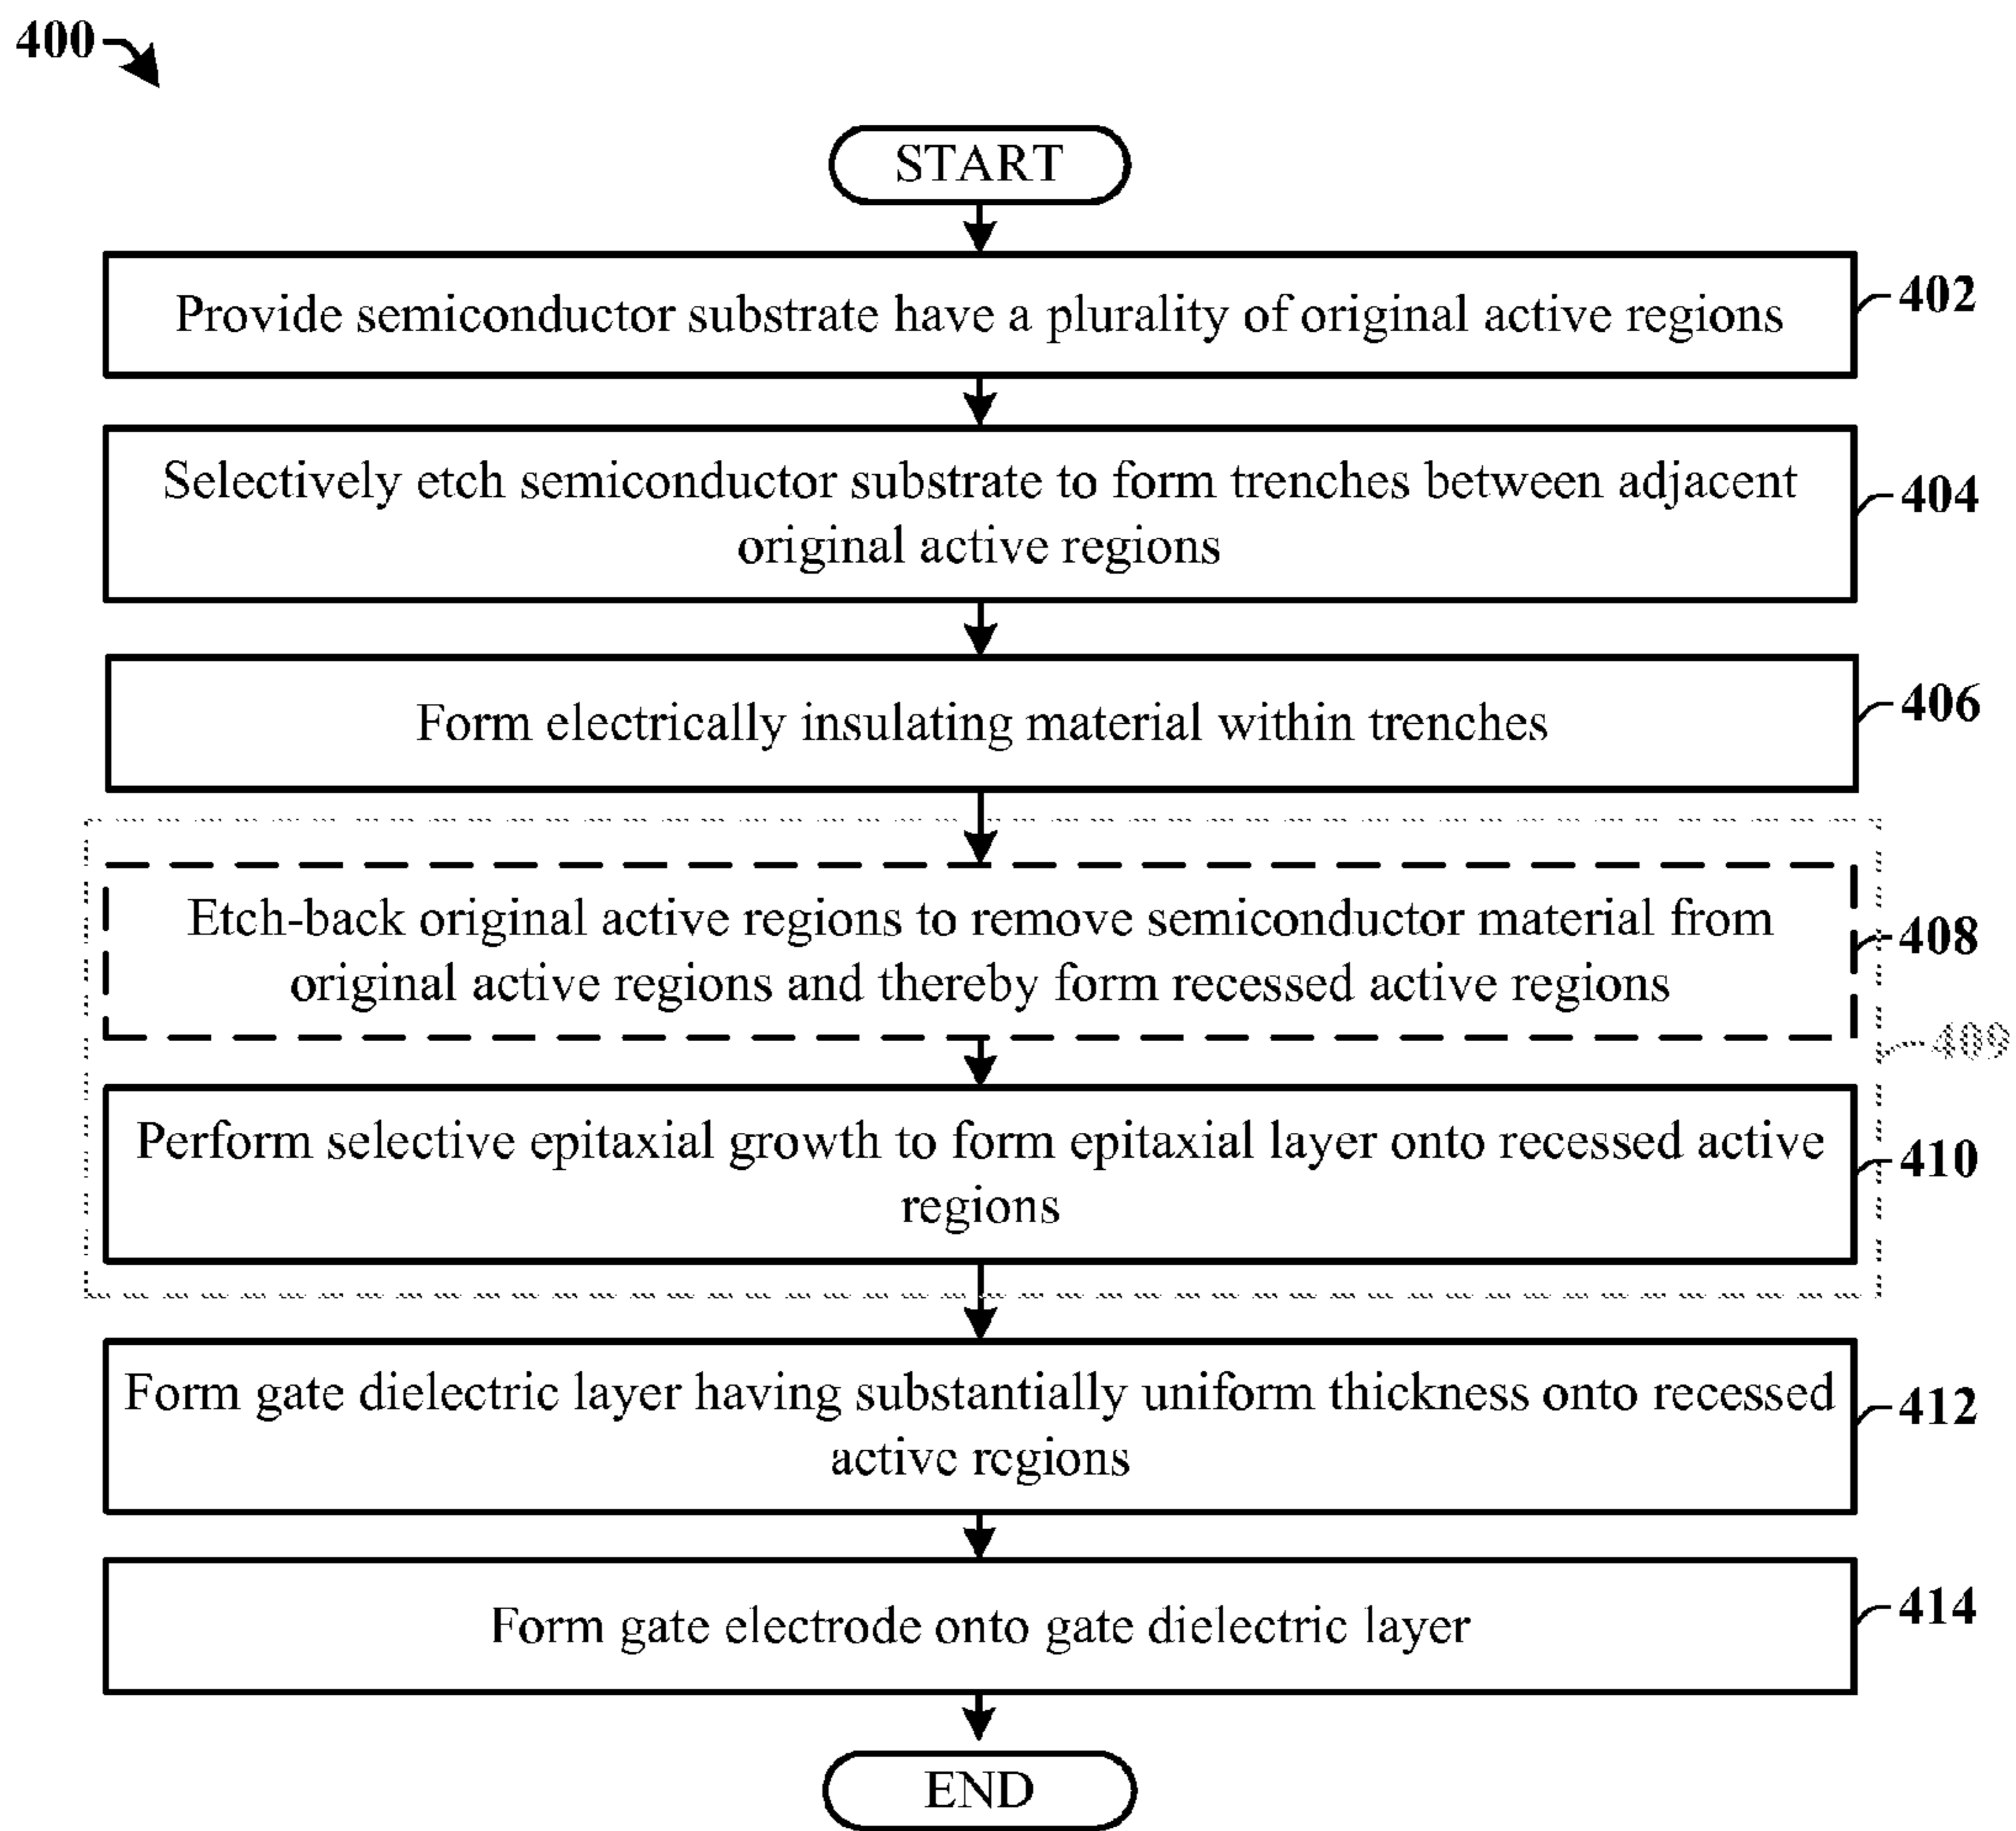 400
START
Provide semiconductor substrate have a plurality of original active regions
402
Selectively etch semiconductor substrate to form trenches between adjacent
original active regions
404
Form electrically insulating material within trenches
406
Etch-back original active regions to remove semiconductor material from
original active regions and thereby form recessed active regions
408
409
Perform selective epitaxial growth to form epitaxial layer onto recessed active
regions
410
Form gate dielectric layer having substantially uniform thickness onto recessed
active regions
412
Form gate electrode onto gate dielectric layer
414
END